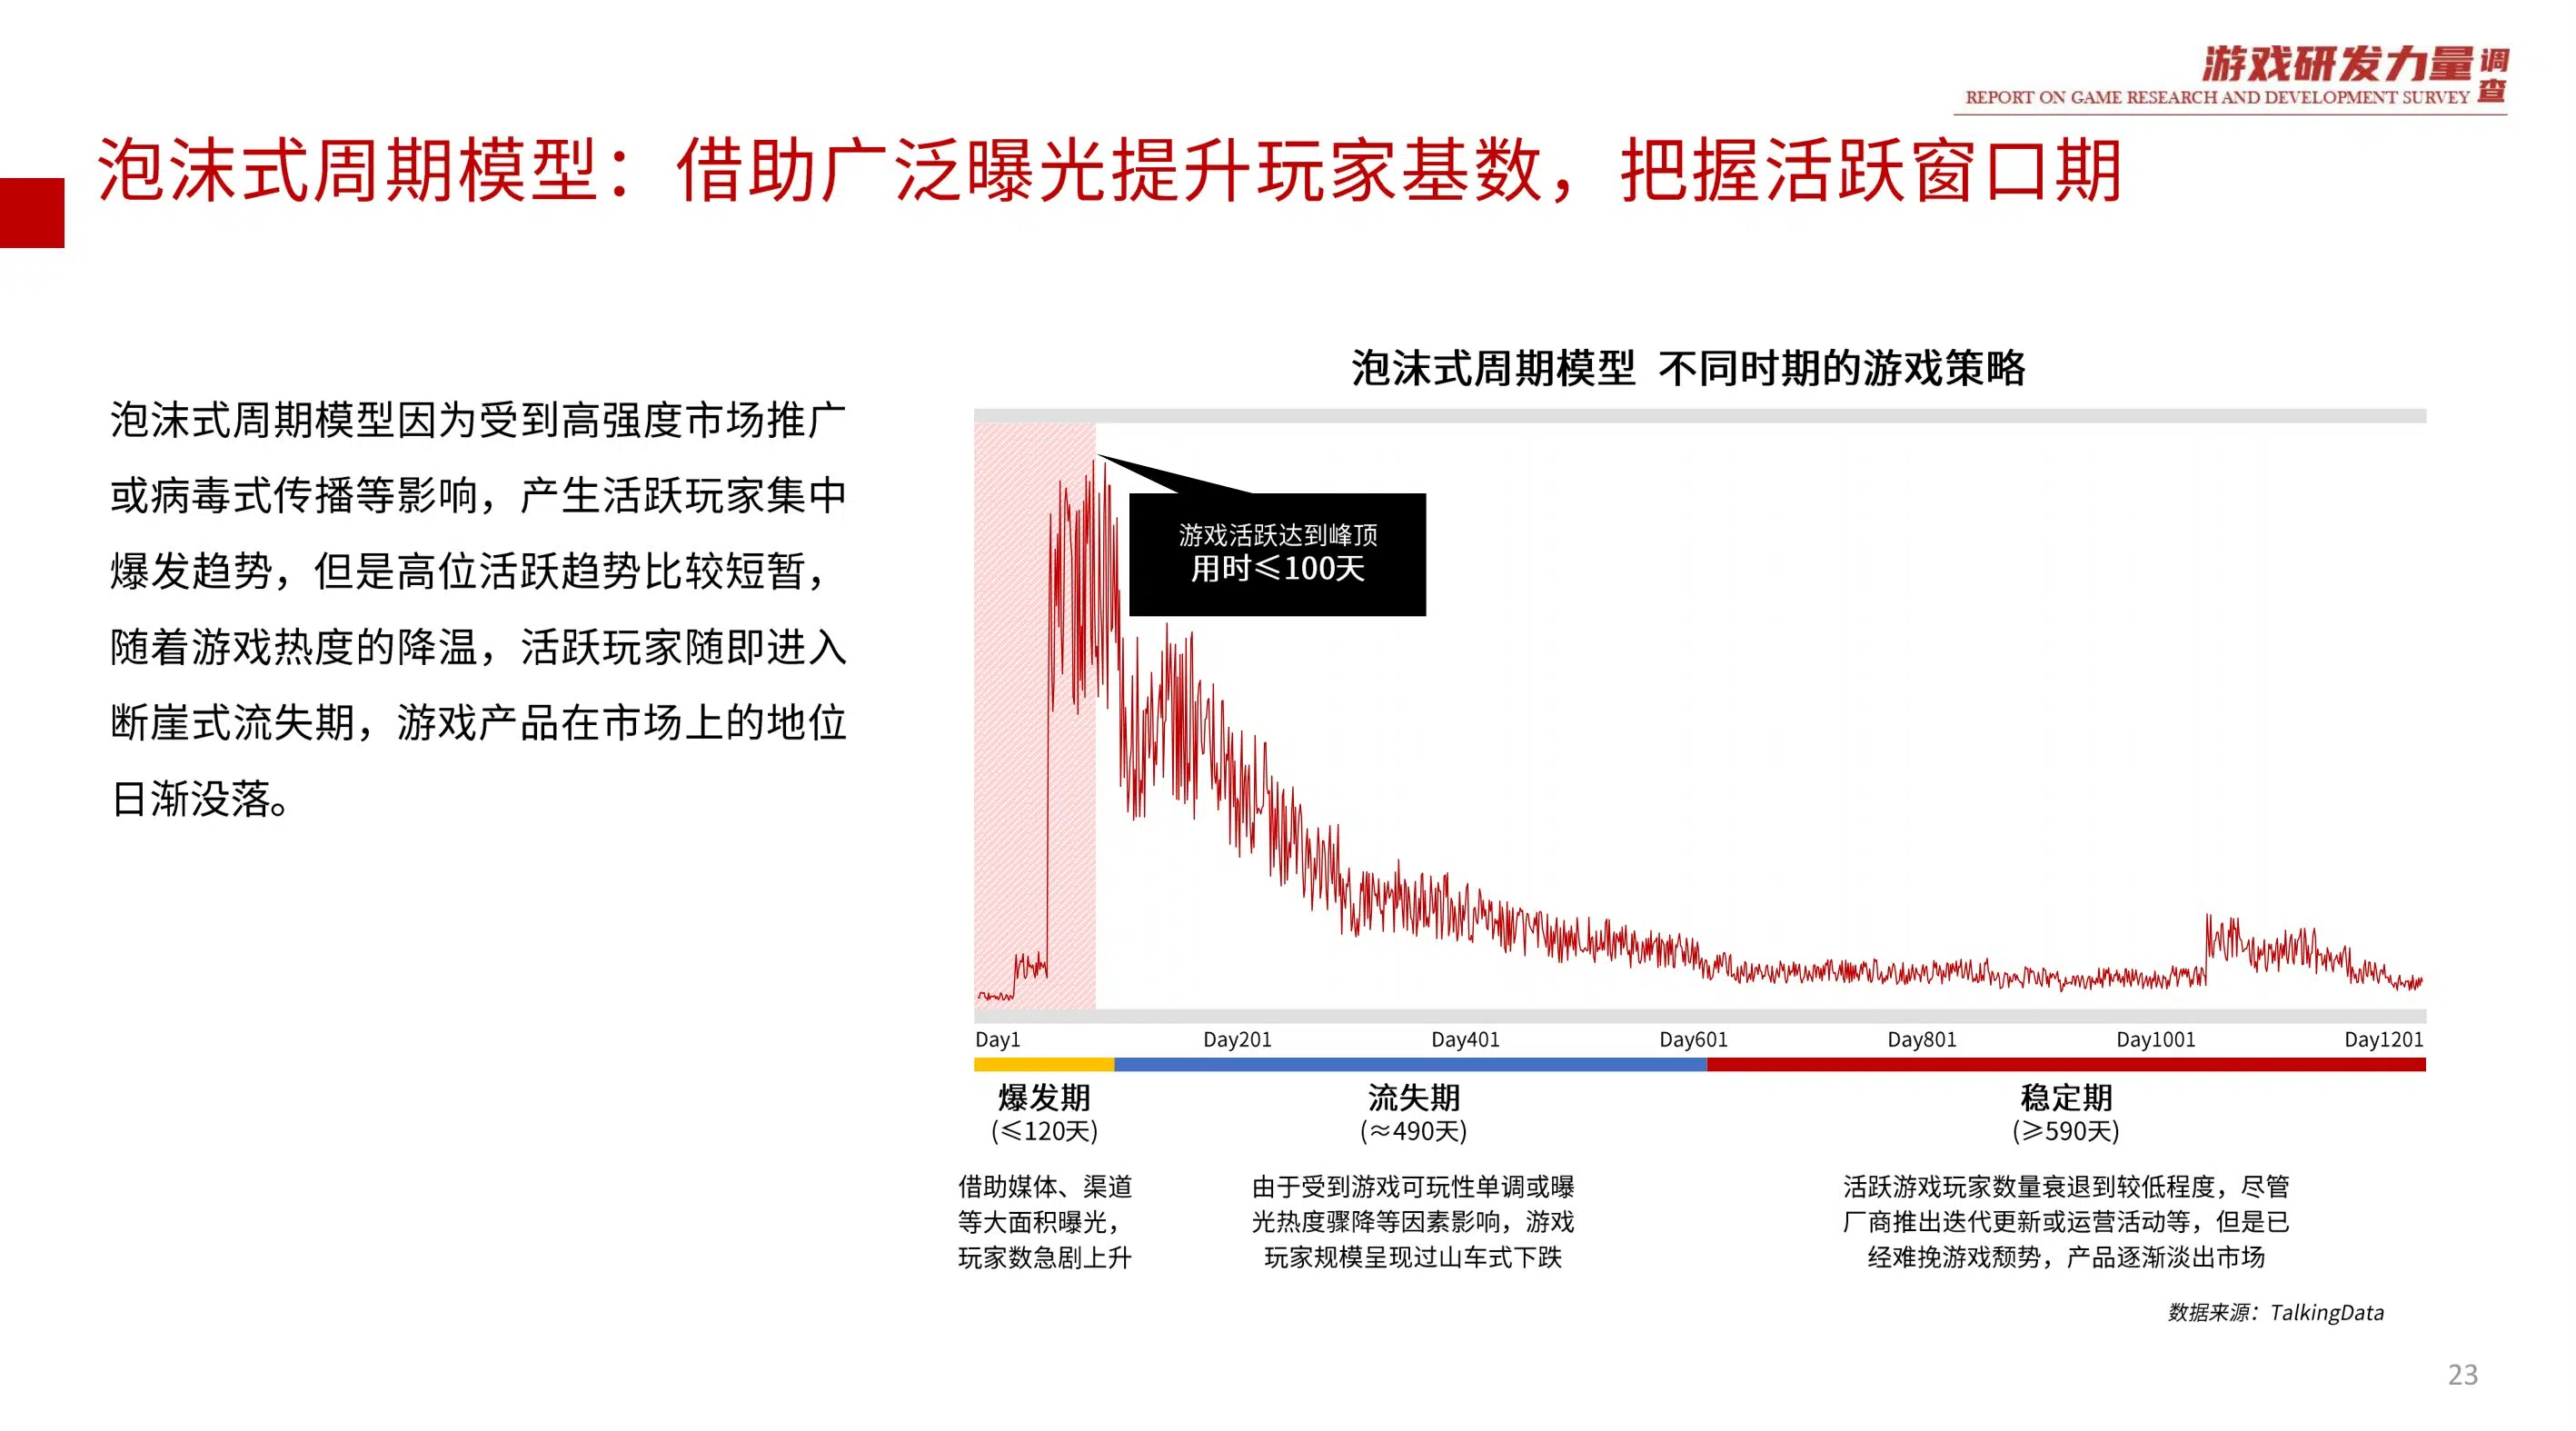 游戏研发力量调查
REPORT ON GAME RESEARCH AND DEVELOPMENT SURVEY
泡沫式周期模型：借助广泛曝光提升玩家基数，把握活跃窗口期
泡沫式周期模型因为受到高强度市场推广
或病毒式传播等影响，产生活跃玩家集中
爆发趋势，但是高位活跃趋势比较短暂，
随着游戏热度的降温，活跃玩家随即进入
断崖式流失期，游戏产品在市场上的地位
日渐没落。
泡沫式周期模型 不同时期的游戏策略
游戏活跃达到峰顶
用时≤100天
Day1 Day201 Day401 Day601 Day801 Day1001 Day1201
爆发期
(≤120天)
借助媒体、渠道
等大面积曝光，
玩家数急剧上升
流失期
(≈490天)
由于受到游戏可玩性单调或曝
光热度骤降等因素影响，游戏
玩家规模呈现过山车式下跌
稳定期
(≥590天)
活跃游戏玩家数量衰退到较低程度，尽管
厂商推出迭代更新或运营活动等，但是已
经难挽游戏颓势，产品逐渐淡出市场
数据来源：TalkingData
23